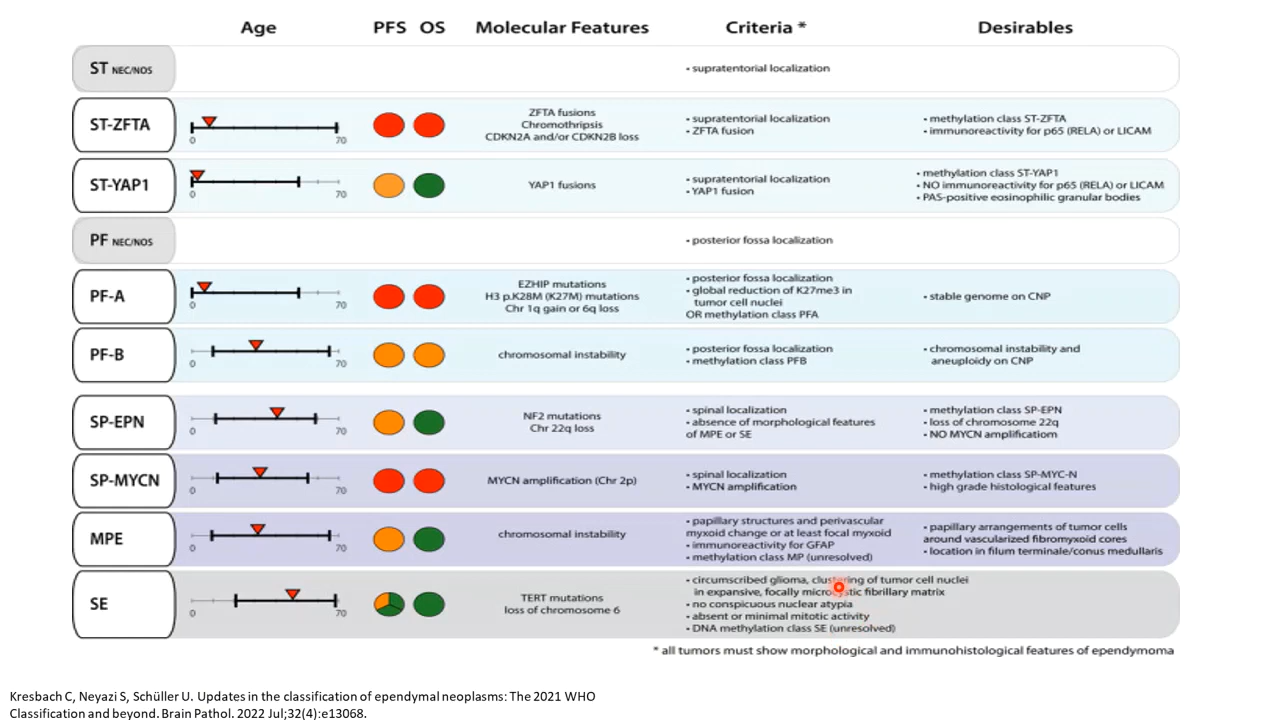 Age PFS OS Molecular Features Criteria * Desirables
ST NEC/NOS
• supratentorial localization
ST-ZFTA
0 70
ZFTA fusions
Chromothripsis
CDKN2A and/or CDKN2B loss
• supratentorial localization
• ZFTA fusion
• methylation class ST-ZFTA
• immunoreactivity for p65 (RELA) or LICAM
ST-YAP1
0 70
YAP1 fusions
• supratentorial localization
• YAP1 fusion
• methylation class ST-YAP1
• NO immunoreactivity for p65 (RELA) or LICAM
• PAS-positive eosinophilic granular bodies
PF NEC/NOS
• posterior fossa localization
PF-A
0 70
EZHIP mutations
H3 p.K28M (K27M) mutations
Chr 1q gain or 6q loss
• posterior fossa localization
• global reduction of K27me3 in
tumor cell nuclei
OR methylation class PFA
• stable genome on CNP
PF-B
0 70
chromosomal instability
• posterior fossa localization
• methylation class PFB
• chromosomal instability and
aneuploidy on CNP
SP-EPN
0 70
NF2 mutations
Chr 22q loss
• spinal localization
• absence of morphological features
of MPE or SE
• methylation class SP-EPN
• loss of chromosome 22q
• NO MYCN amplificatiom
SP-MYCN
0 70
MYCN amplification (Chr 2p)
• spinal localization
• MYCN amplification
• methylation class SP-MYC-N
• high grade histological features
MPE
0 70
chromosomal instability
• papillary structures and perivascular
myxoid change or at least focal myxoid
• immunoreactivity for GFAP
• methylation class MP (unresolved)
• papillary arrangements of tumor cells
around vascularized fibromyxoid cores
• location in filum terminale/conus medullaris
SE
0 70
TERT mutations
loss of chromosome 6
• circumscribed glioma, clustering of tumor cell nuclei
in expansive, focally microcystic fibrillary matrix
• no conspicuous nuclear atypia
• absent or minimal mitotic activity
• DNA methylation class SE (unresolved)
* all tumors must show morphological and immunohistological features of ependymoma
Kresbach C, Neyazi S, Schüller U. Updates in the classification of ependymal neoplasms: The 2021 WHO
Classification and beyond. Brain Pathol. 2022 Jul;32(4):e13068.